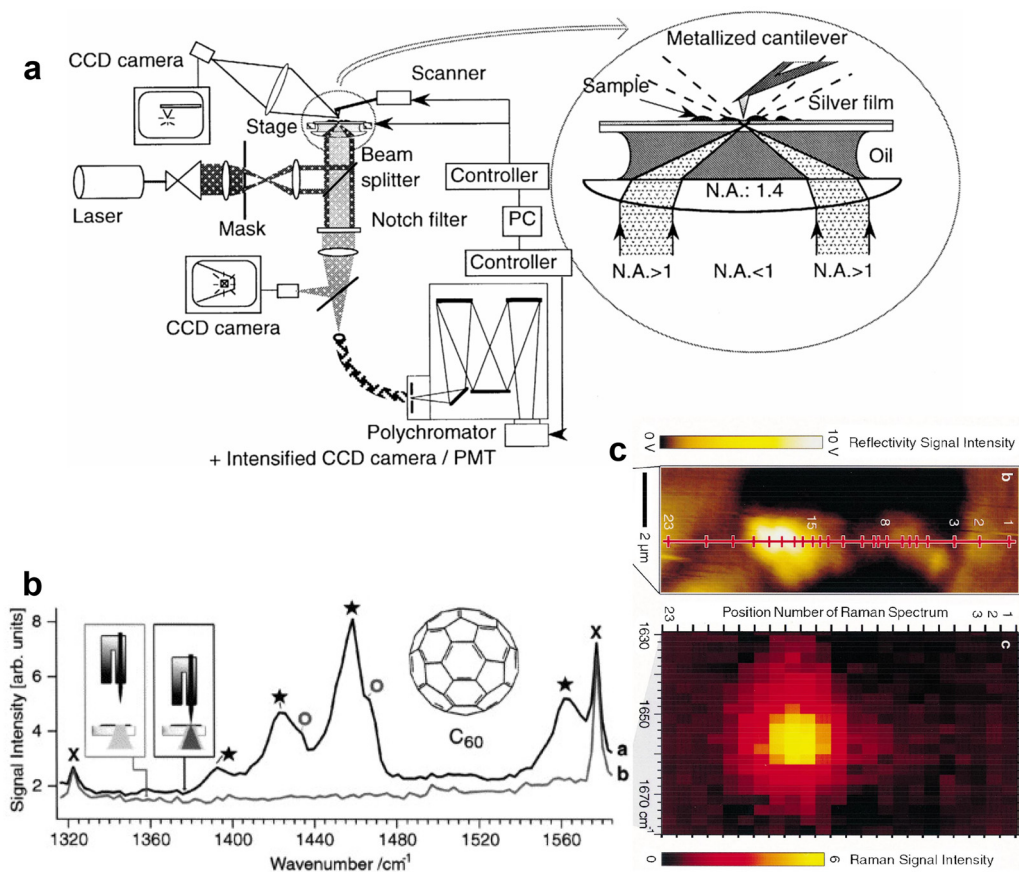 a
CCD camera
Scanner
Stage
Beam
splitter
Laser
Mask
Notch filter
CCD camera
Controller
PC
Controller
Polychromator
+ Intensified CCD camera / PMT
Metallized cantilever
Sample
Silver film
Oil
N.A.: 1.4
N.A.>1
N.A.<1
N.A.>1
b
Signal Intensity [arb. units]
8
6
4
2
X
X
C60
a
b
1320
1360
1400
1440
1480
1520
1560
Wavenumber /cm-1
c
0 V
10 V
Reflectivity Signal Intensity
b
2 µm
23
15
8
3
2
1
23
Position Number of Raman Spectrum
3
2
1
c
1630
1650
1670 cm-1
0
6
Raman Signal Intensity